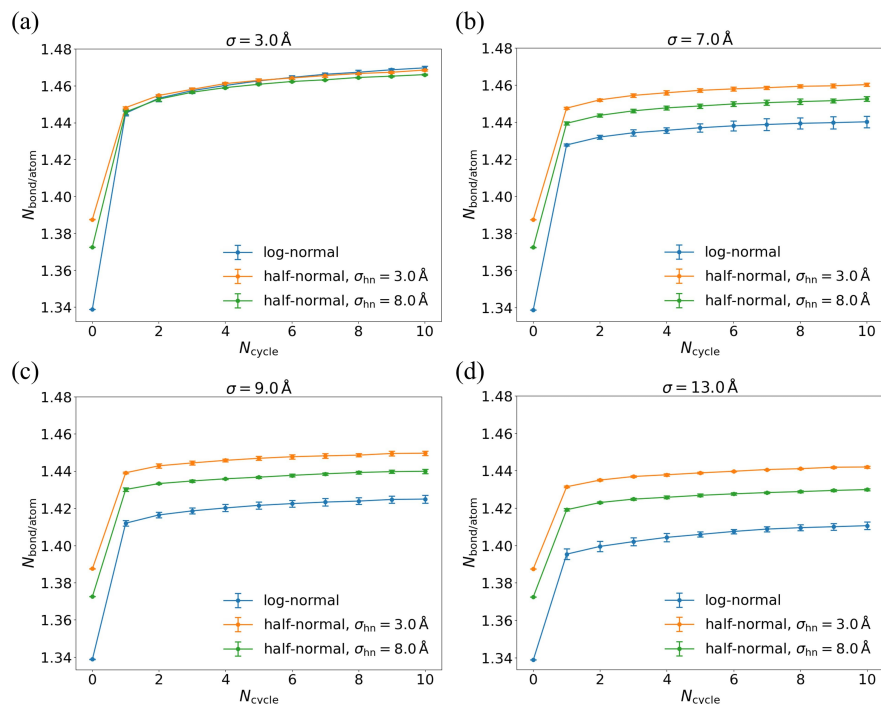 (a)
σ = 3.0 Å
1.48
1.46
1.44
1.42
1.40
1.38
1.36
1.34
N_bond/atom
log-normal
half-normal, σ_hn = 3.0 Å
half-normal, σ_hn = 8.0 Å
0 2 4 6 8 10
N_cycle
(b)
σ = 7.0 Å
1.48
1.46
1.44
1.42
1.40
1.38
1.36
1.34
N_bond/atom
log-normal
half-normal, σ_hn = 3.0 Å
half-normal, σ_hn = 8.0 Å
0 2 4 6 8 10
N_cycle
(c)
σ = 9.0 Å
1.48
1.46
1.44
1.42
1.40
1.38
1.36
1.34
N_bond/atom
log-normal
half-normal, σ_hn = 3.0 Å
half-normal, σ_hn = 8.0 Å
0 2 4 6 8 10
N_cycle
(d)
σ = 13.0 Å
1.48
1.46
1.44
1.42
1.40
1.38
1.36
1.34
N_bond/atom
log-normal
half-normal, σ_hn = 3.0 Å
half-normal, σ_hn = 8.0 Å
0 2 4 6 8 10
N_cycle